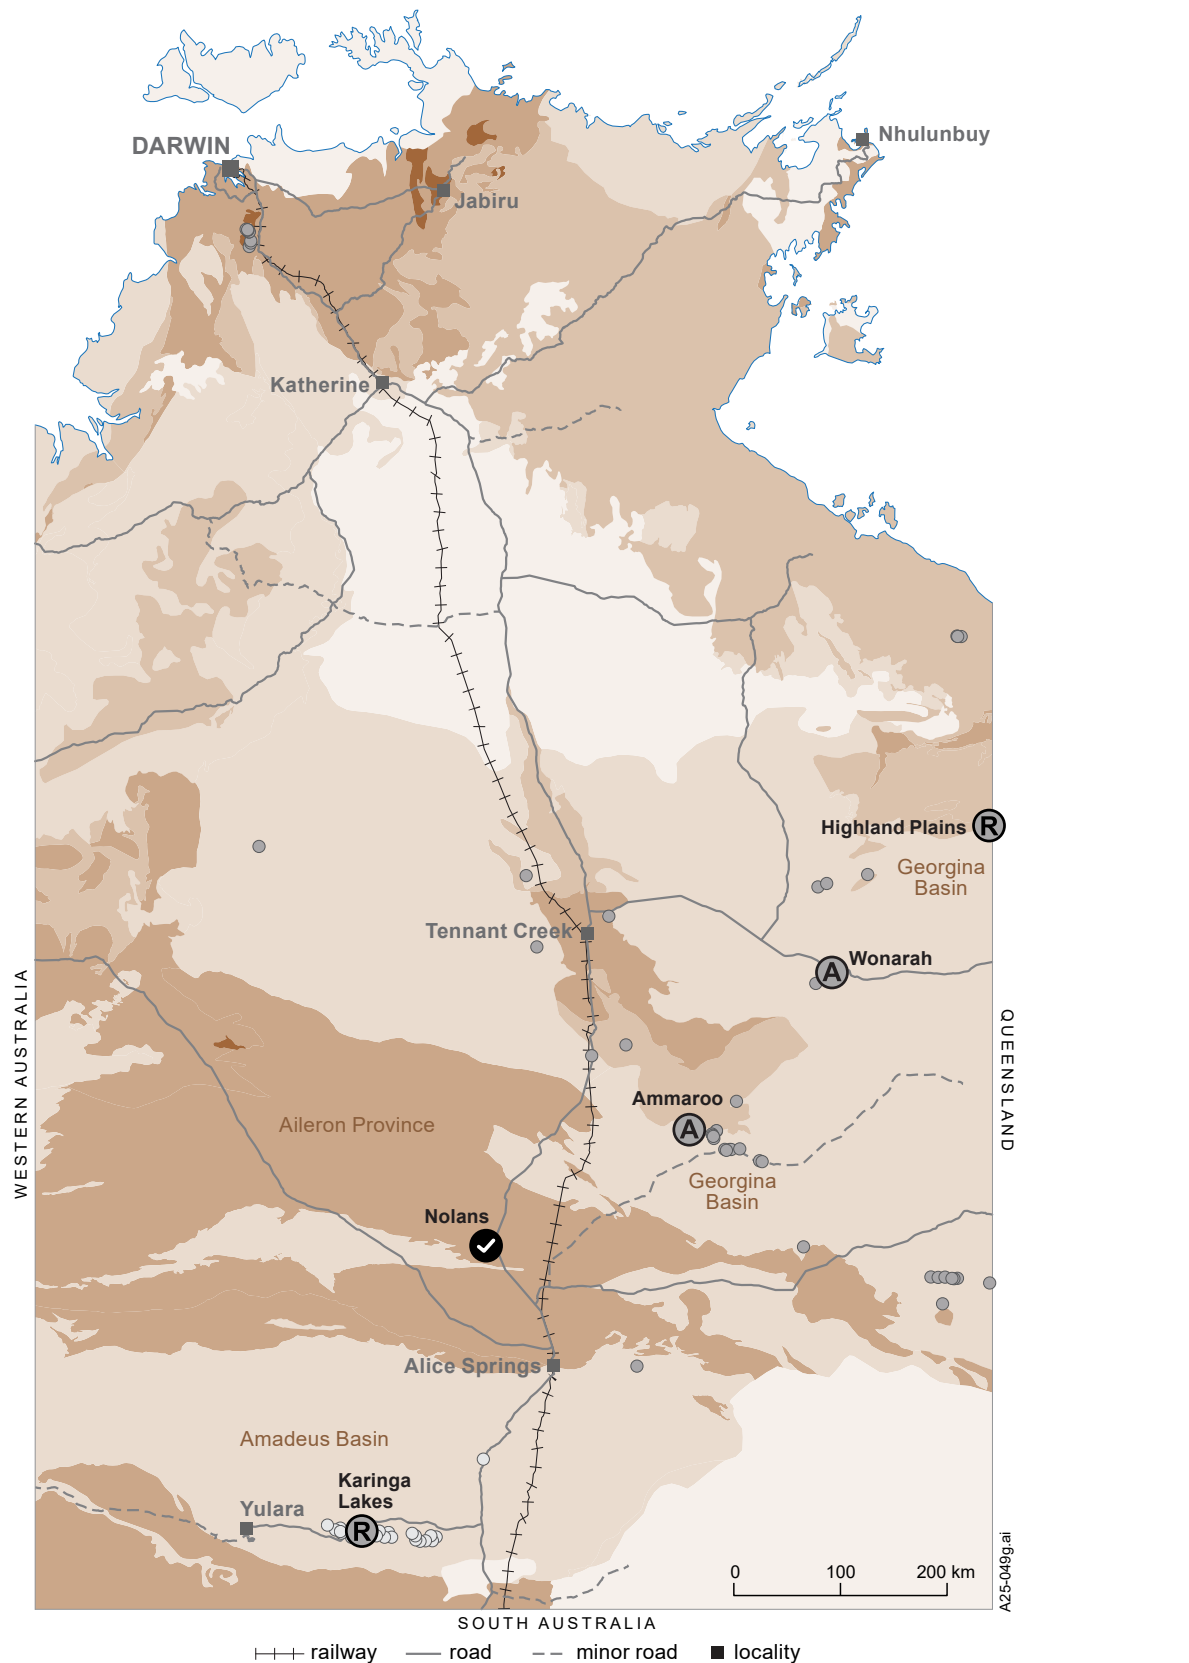 DARWIN
Nhulunbuy
Jabiru
Katherine
Highland Plains
R
Georgina
Basin
Tennant Creek
Wonarah
A
WESTERN AUSTRALIA
QUEENSLAND
Ammaroo
A
Aileron Province
Georgina
Basin
Nolans
Alice Springs
Amadeus Basin
Karinga
Lakes
Yulara
R
0
100
200 km
A25-049g.ai
SOUTH AUSTRALIA
railway
road
minor road
locality